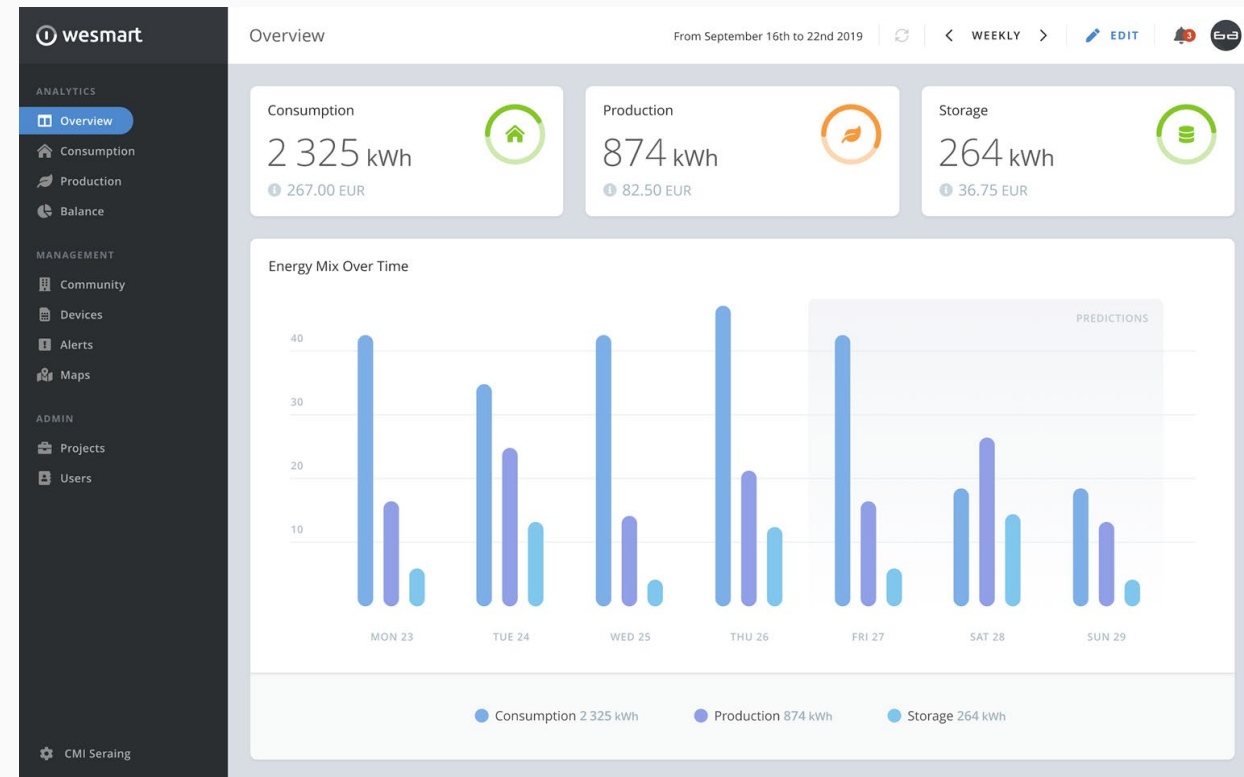 wesmart
Overview
From September 16th to 22nd 2019
WEEKLY
EDIT
3
ANALYTICS
Overview
Consumption
Production
Balance
MANAGEMENT
Community
Devices
Alerts
Maps
ADMIN
Projects
Users
CMI Seraing
Consumption
2 325 kWh
267.00 EUR
Production
874 kWh
82.50 EUR
Storage
264 kWh
36.75 EUR
Energy Mix Over Time
PREDICTIONS
40
30
20
10
MON 23 TUE 24 WED 25 THU 26 FRI 27 SAT 28 SUN 29
Consumption 2 325 kWh Production 874 kWh Storage 264 kWh